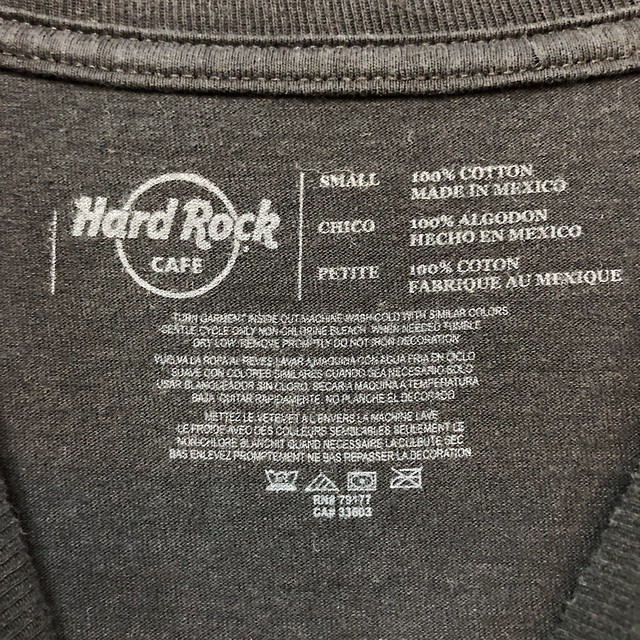 Hard Rock
CAFE
SMALL 100% COTTON
MADE IN MEXICO
CHICO 100% ALGODON
HECHO EN MEXICO
PETITE 100% COTON
FABRIQUE AU MEXIQUE
TURN GARMENT INSIDE OUT MACHINE WASH COLD WITH SIMILAR COLORS
GENTLE CYCLE ONLY NON-CHLORINE BLEACH WHEN NEEDED TUMBLE
DRY LOW REMOVE PROMPTLY DO NOT IRON DECORATION
VUELVA LA ROPA AL REVES LAVAR A MAQUINA CON AGUA FRIA EN CICLO
SUAVE CON COLORES SIMILARES CUANDO SEA NECESARIO SOLO
USAR BLANQUEADOR SIN CLORO, SECAR A MAQUINA A TEMPERATURA
BAJA, QUITAR RAPIDAMENTE, NO PLANCHE EL DECORADO
METTEZ LE VETEVET A L'ENVERS LA MACHINE LAVE
CE FROIDE AVEC DES COULEURS SEMBLABLES SEULEMENT LE
NON-CHLORE BLANCHIT QUAND NECESSAIRE LA CULBUTE SEC
BAS ENLEVEZ PROMPTEMENT NE BAS REPASSER LA DECORATION
RN# 79177
CA# 33603